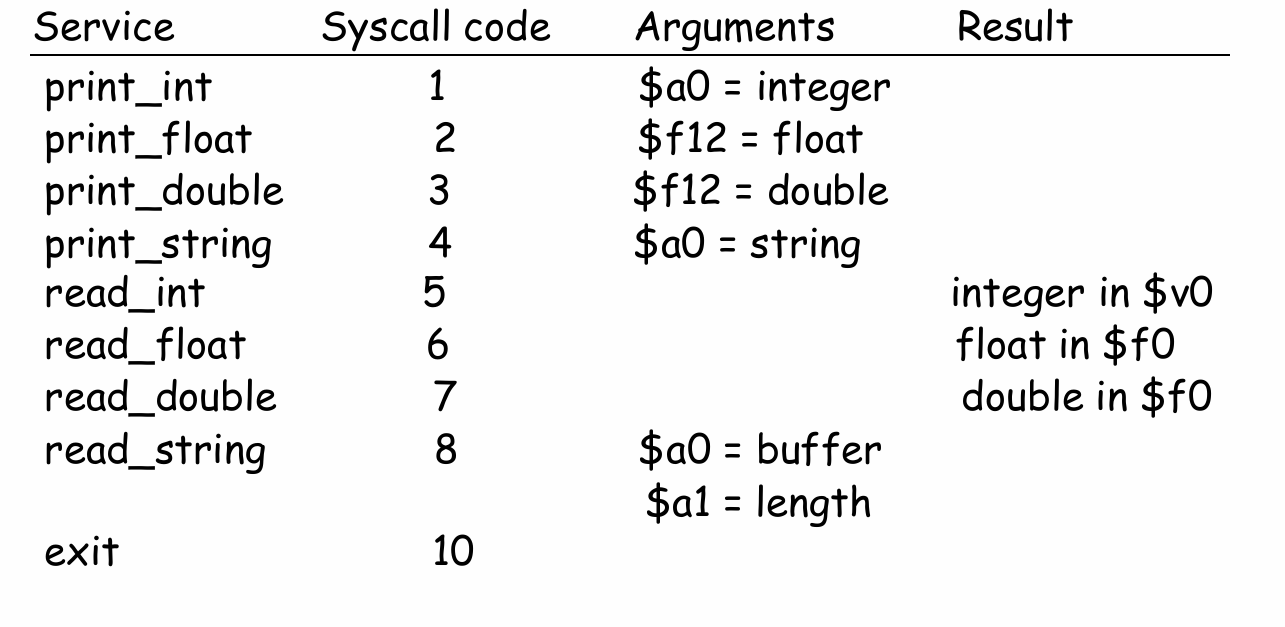 Service Syscall code Arguments Result
print_int 1 $a0 = integer
print_float 2 $f12 = float
print_double 3 $f12 = double
print_string 4 $a0 = string
read_int 5 integer in $v0
read_float 6 float in $f0
read_double 7 double in $f0
read_string 8 $a0 = buffer
$a1 = length
exit 10